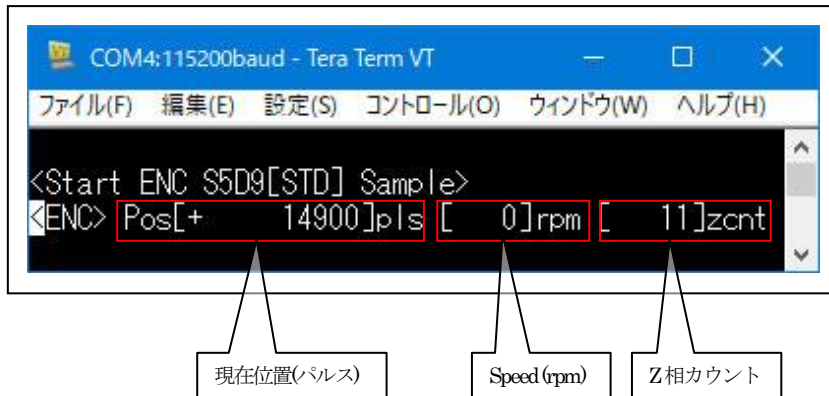 COM4:115200baud - Tera Term VT
ファイル(F) 編集(E) 設定(S) コントロール(O) ウィンドウ(W) ヘルプ(H)
<Start ENC S5D9[STD] Sample>
<ENC> Pos[+ 14900]pls [ 0]rpm [ 11]zcnt
現在位置(パルス) Speed(rpm) Z相カウント